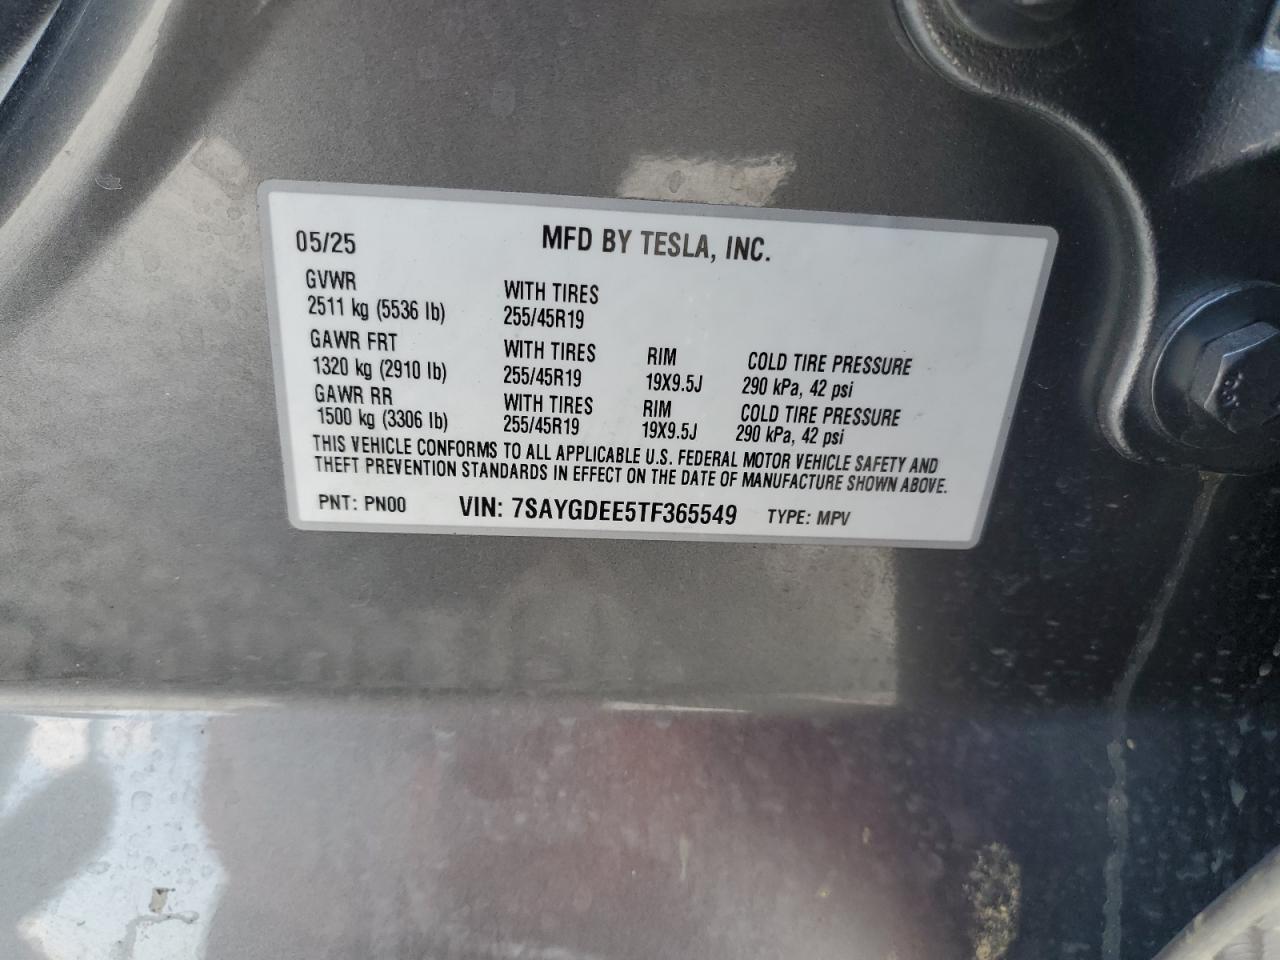 05/25 MFD BY TESLA, INC.
GVWR
2511 kg (5536 lb)
WITH TIRES
255/45R19
GAWR FRT
1320 kg (2910 lb)
WITH TIRES
255/45R19
RIM
19X9.5J
COLD TIRE PRESSURE
290 kPa, 42 psi
GAWR RR
1500 kg (3306 lb)
WITH TIRES
255/45R19
RIM
19X9.5J
COLD TIRE PRESSURE
290 kPa, 42 psi
THIS VEHICLE CONFORMS TO ALL APPLICABLE U.S. FEDERAL MOTOR VEHICLE SAFETY AND
THEFT PREVENTION STANDARDS IN EFFECT ON THE DATE OF MANUFACTURE SHOWN ABOVE.
PNT: PN00 VIN: 7SAYGDEE5TF365549 TYPE: MPV